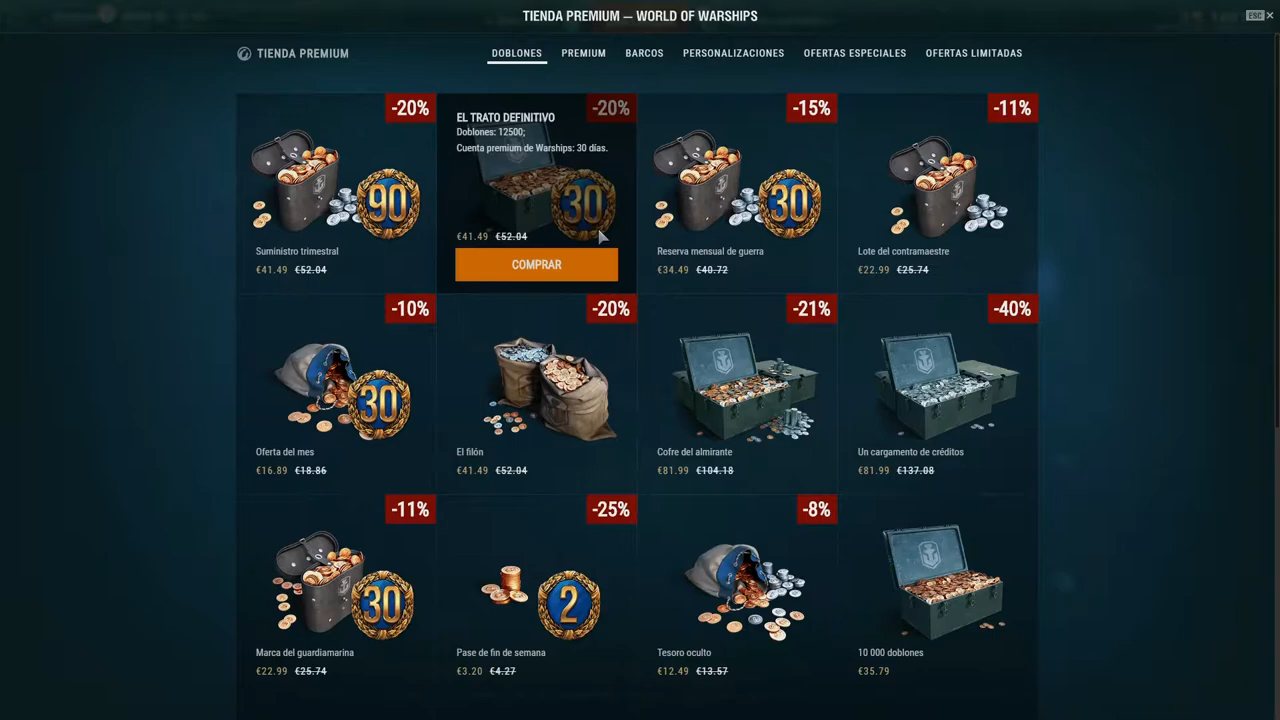 TIENDA PREMIUM — WORLD OF WARSHIPS
ESC ×
TIENDA PREMIUM
DOBLONES PREMIUM BARCOS PERSONALIZACIONES OFERTAS ESPECIALES OFERTAS LIMITADAS
-20%
90
Suministro trimestral
€41.49 €52.04
-20%
EL TRATO DEFINITIVO
Doblones: 12500;
Cuenta premium de Warships: 30 días.
30
€41.49 €52.04
COMPRAR
-15%
30
Reserva mensual de guerra
€34.49 €40.72
-11%
Lote del contramaestre
€22.99 €25.74
-10%
30
Oferta del mes
€16.89 €18.86
-20%
El filón
€41.49 €52.04
-21%
Cofre del almirante
€81.99 €104.18
-40%
Un cargamento de créditos
€81.99 €137.08
-11%
30
Marca del guardiamarina
€22.99 €25.74
-25%
2
Pase de fin de semana
€3.20 €4.27
-8%
Tesoro oculto
€12.49 €13.57
10 000 doblones
€35.79